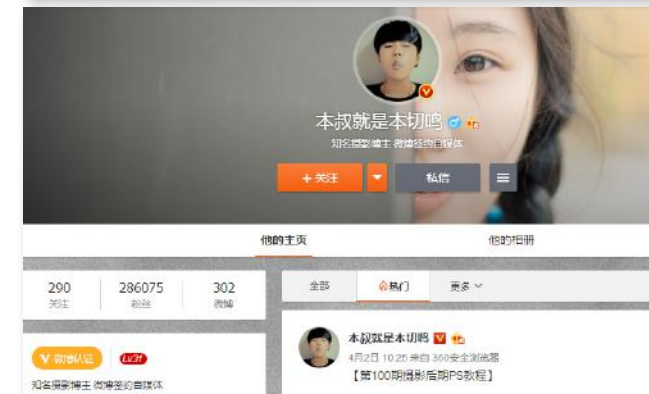 本叔就是本切鸣
知名摄影博主 微博签约自媒体
+ 关注
私信
他的主页
他的相册
290
286075
302
关注
粉丝
微博
全部
热门
更多
本叔就是本切鸣 V
4月2日 10:25 来自 360安全浏览器
【第100期摄影后期PS教程】
V 微博认证
知名摄影博主 微博签约自媒体